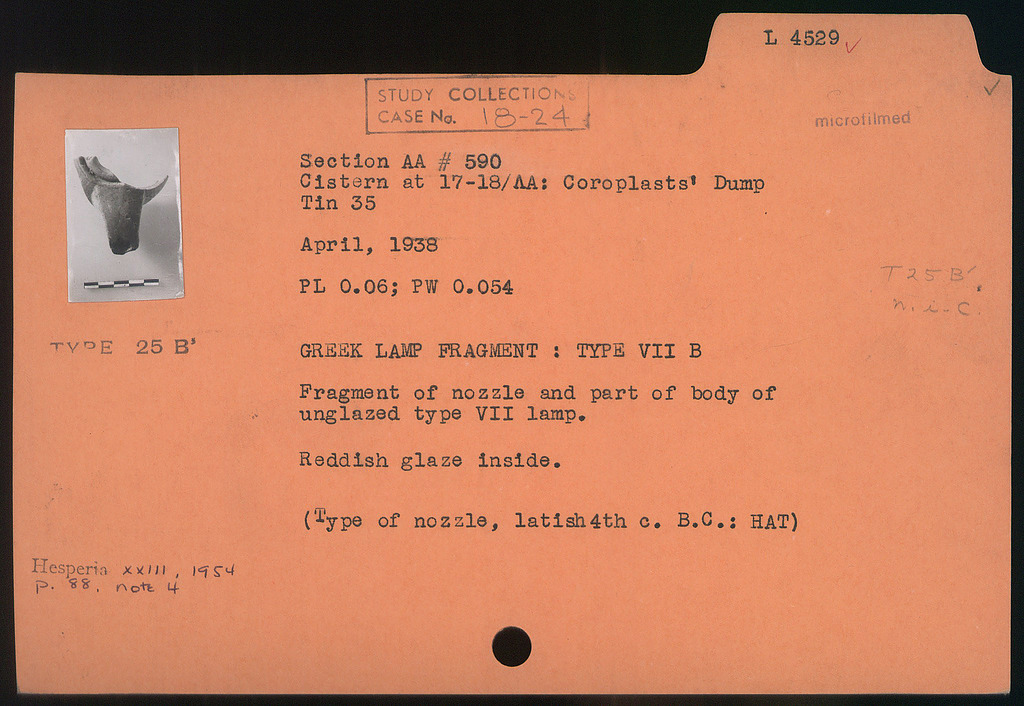 L 4529
STUDY COLLECTIONS
CASE No. 18-24
microfilmed
Section AA # 590
Cistern at 17-18/AA: Coroplasts' Dump
Tin 35
April, 1938
PL 0.06; PW 0.054
T 25 B'
n.i.C.
TYPE 25 B'
GREEK LAMP FRAGMENT : TYPE VII B
Fragment of nozzle and part of body of
unglazed type VII lamp.
Reddish glaze inside.
(Type of nozzle, latish 4th c. B.C.: HAT)
Hesperia XXIII, 1954
p. 88, note 4